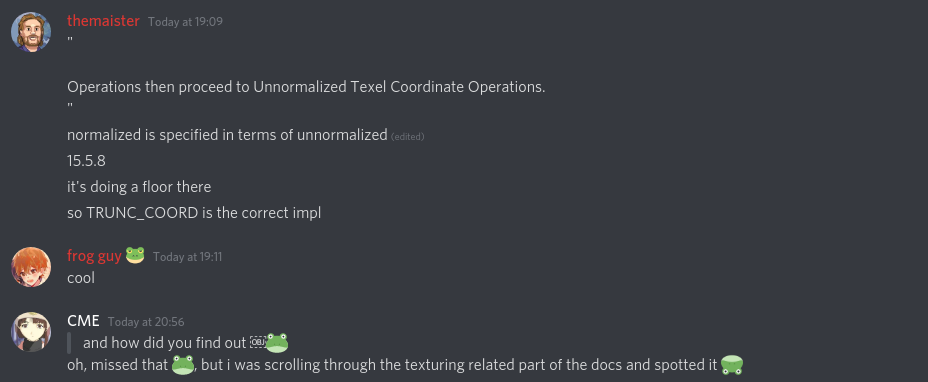 themaister Today at 19:09
"
Operations then proceed to Unnormalized Texel Coordinate Operations.
"
normalized is specified in terms of unnormalized (edited)
15.5.8
it's doing a floor there
so TRUNC_COORD is the correct impl
frog guy 🐸 Today at 19:11
cool
CME Today at 20:56
and how did you find out OBJ🐸
oh, missed that 🐸, but i was scrolling through the texturing related part of the docs and spotted it 🐸